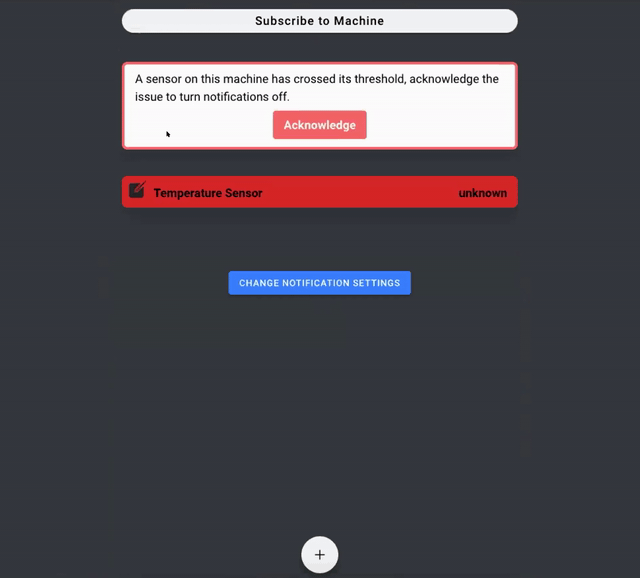 Subscribe to Machine
A sensor on this machine has crossed its threshold, acknowledge the
issue to turn notifications off.
Acknowledge
Temperature Sensor unknown
CHANGE NOTIFICATION SETTINGS
+